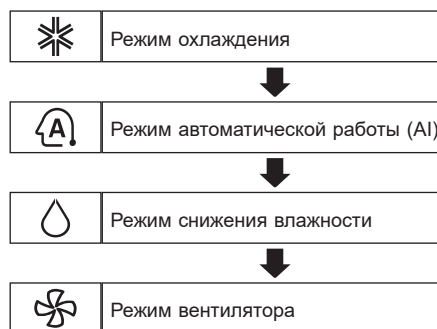 Режим охлаждения
A
Режим автоматической работы (AI)
Режим снижения влажности
Режим вентилятора